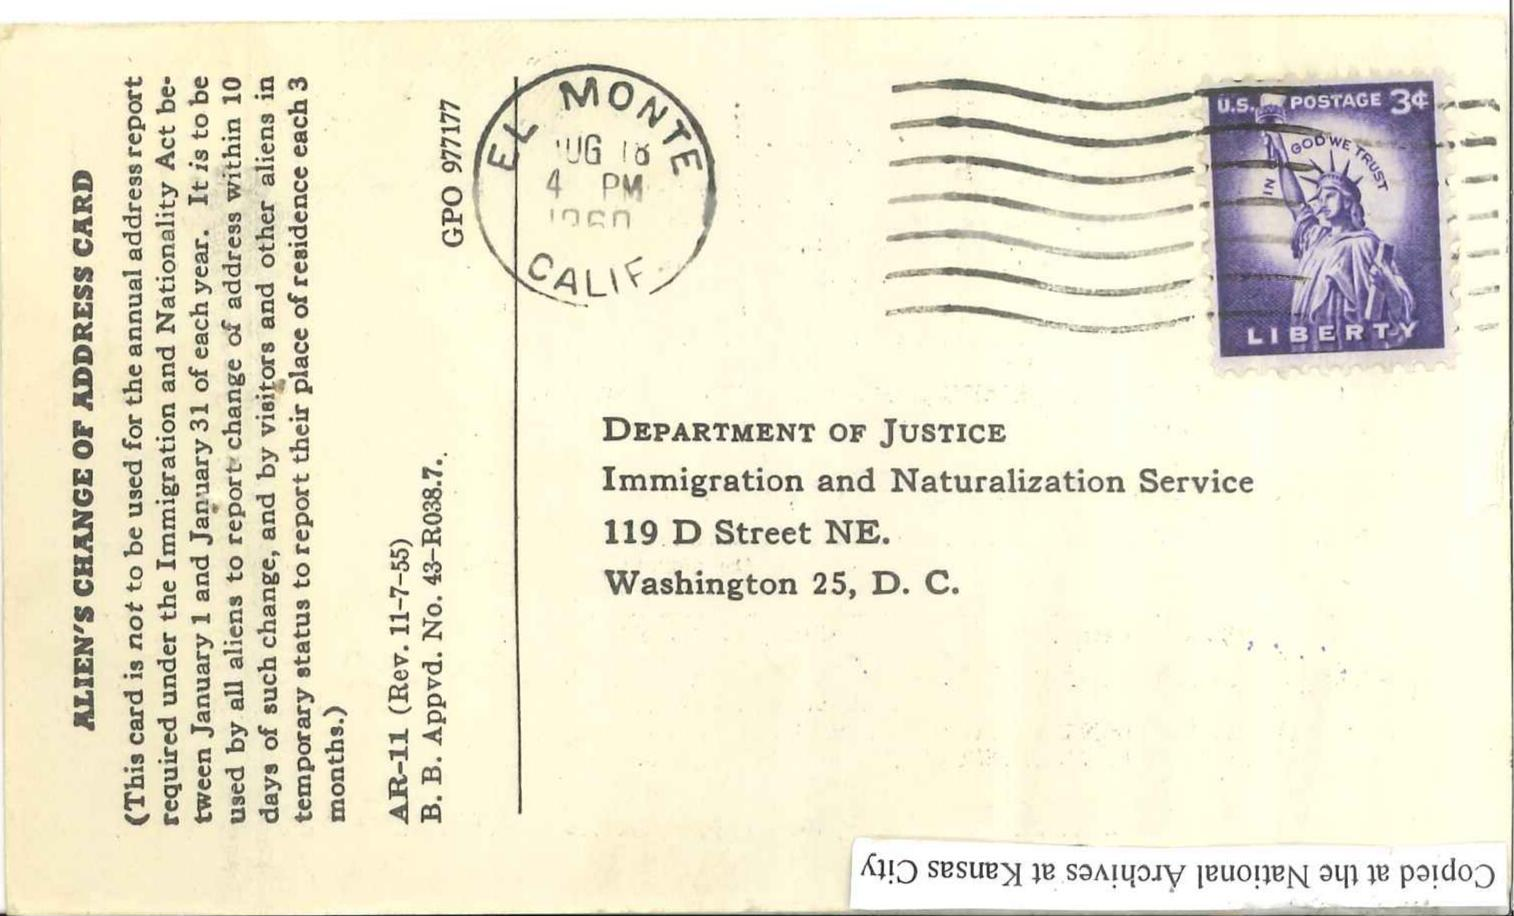 ALIEN'S CHANGE OF ADDRESS CARD
(This card is not to be used for the annual address report
required under the Immigration and Nationality Act be-
tween January 1 and January 31 of each year. It is to be
used by all aliens to report change of address within 10
days of such change, and by visitors and other aliens in
temporary status to report their place of residence each 3
months.)
AR-11 (Rev. 11-7-55)
B. B. Appvd. No. 43-R038.7.
GPO 977177
EL MONTE
UG 18
4 PM
1960
CALIF.
U.S. POSTAGE 3¢
IN GOD WE TRUST
LIBERTY
DEPARTMENT OF JUSTICE
Immigration and Naturalization Service
119 D Street NE.
Washington 25, D. C.
Copied at the National Archives at Kansas City